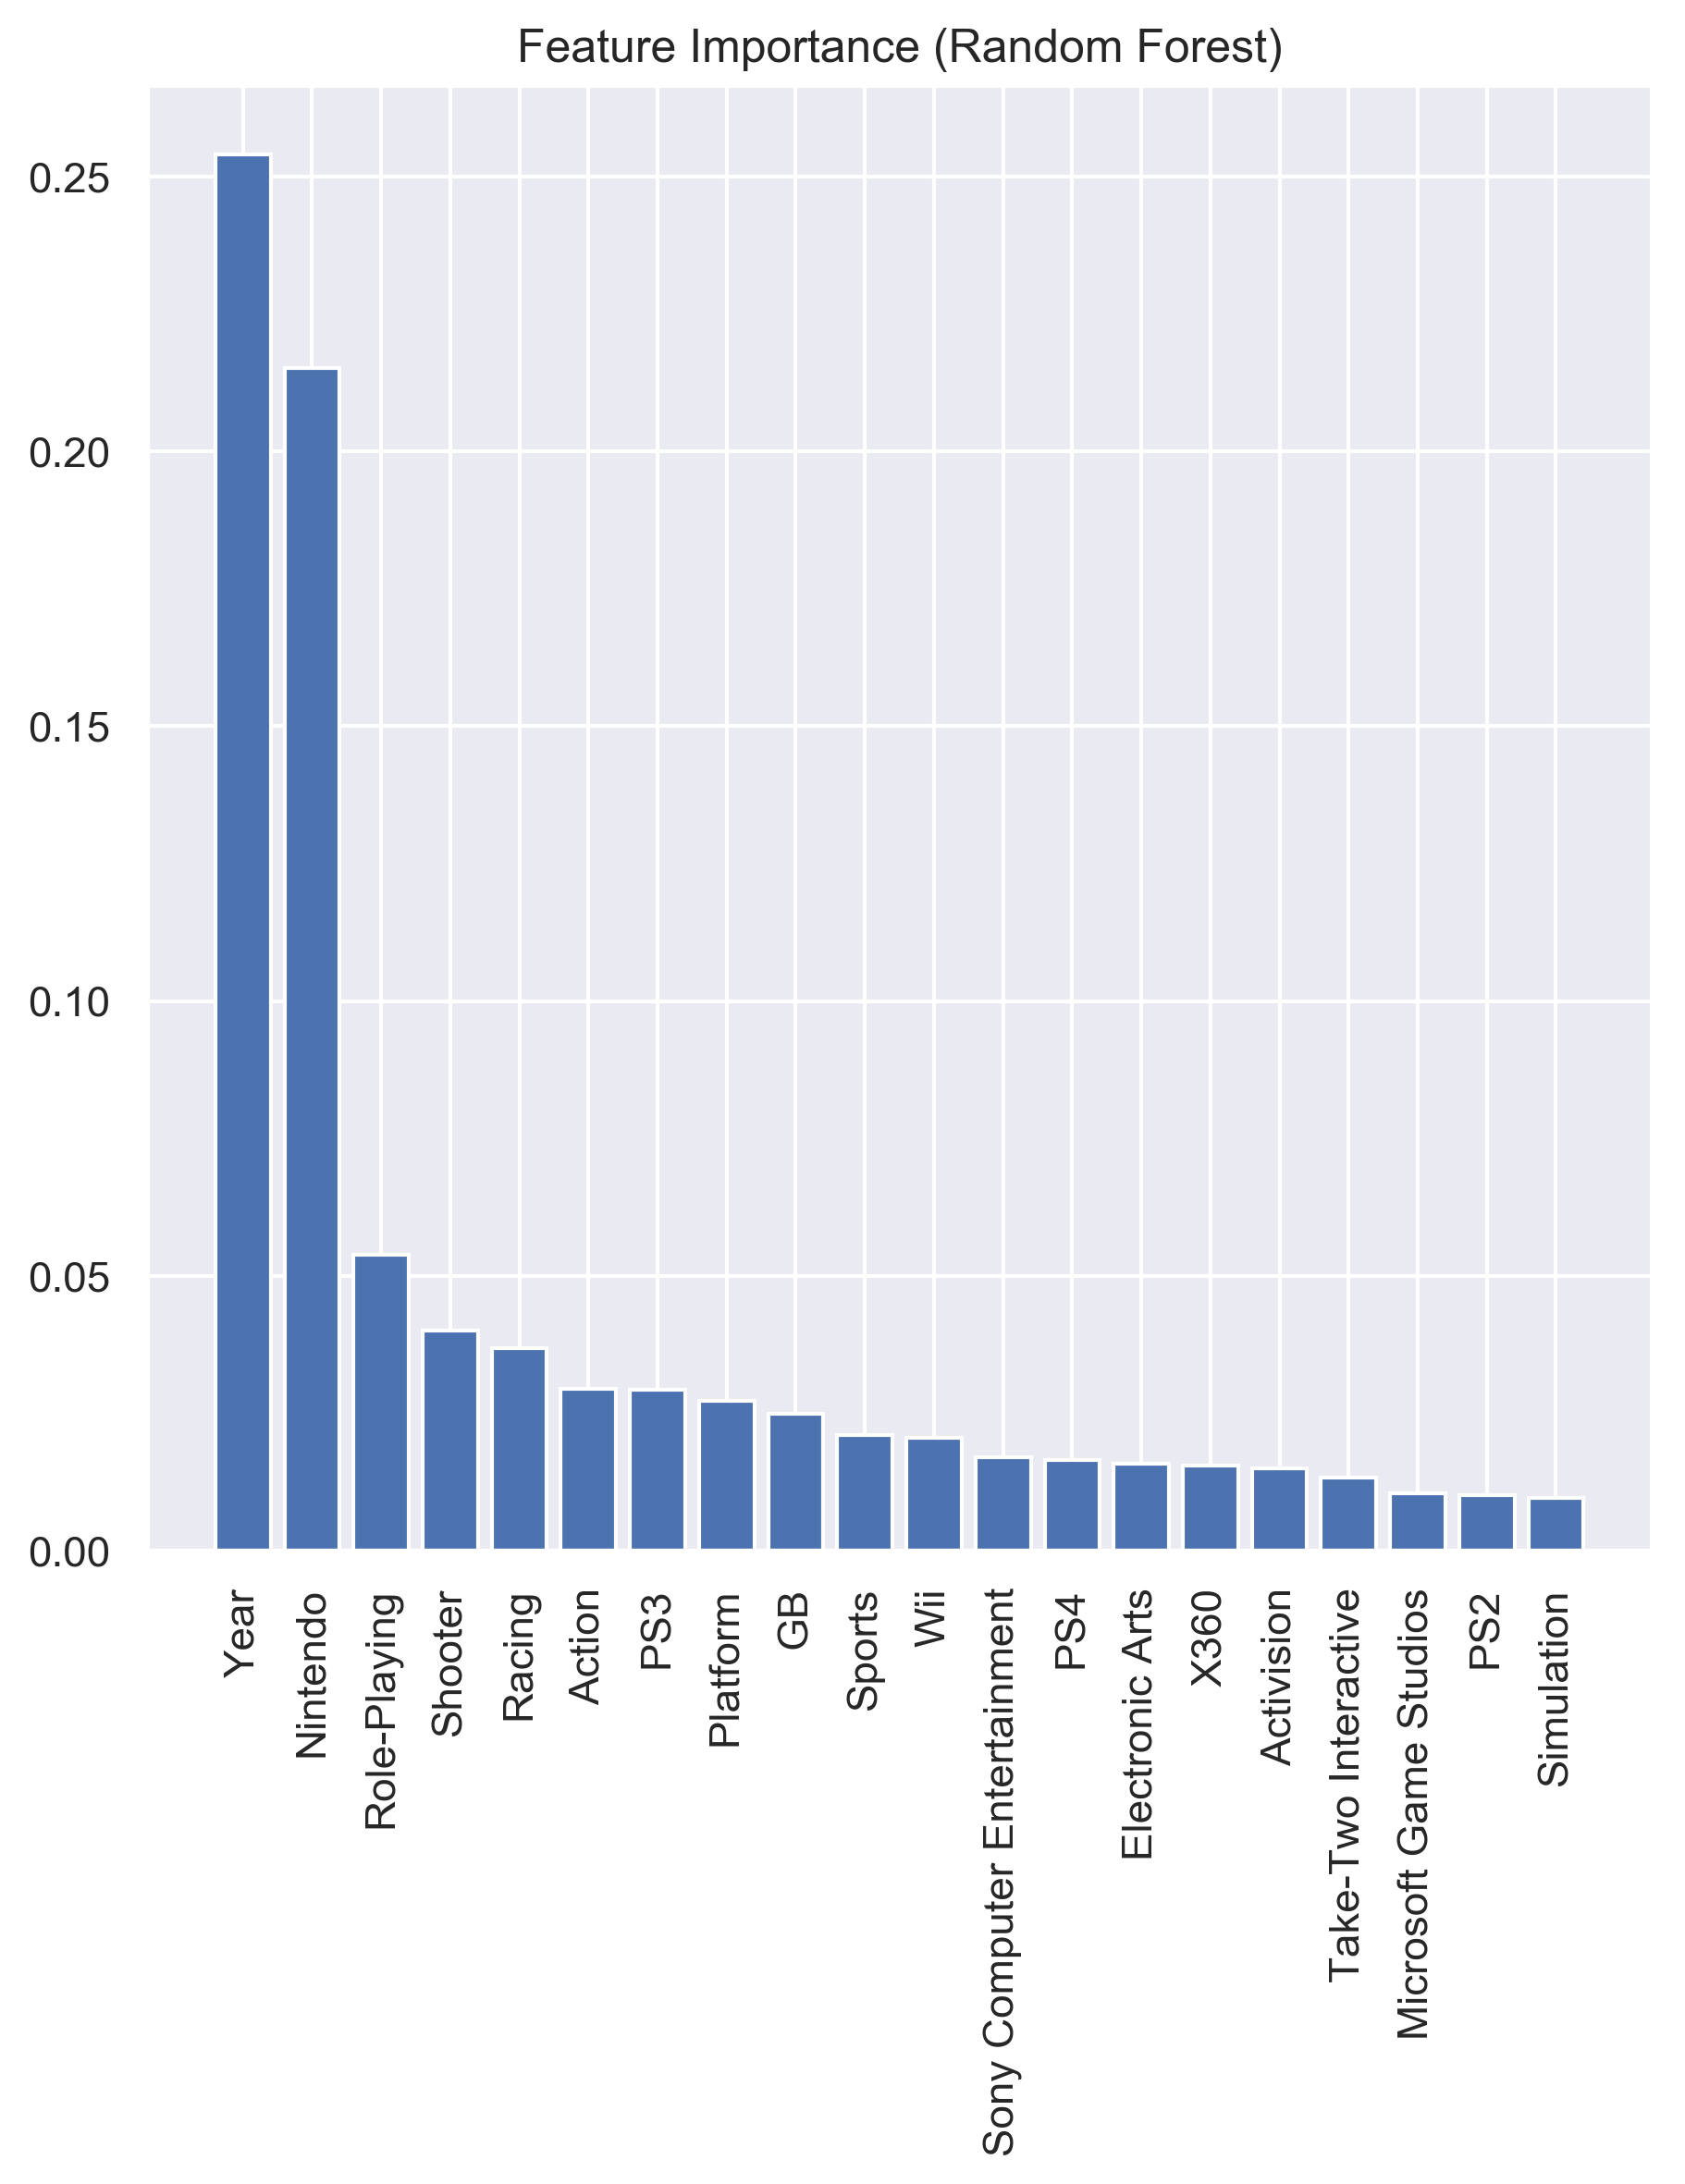 Feature Importance (Random Forest)
0.25
0.20
0.15
0.10
0.05
0.00
Year
Nintendo
Role-Playing
Shooter
Racing
Action
PS3
Platform
GB
Sports
Wii
Sony Computer Entertainment
PS4
Electronic Arts
X360
Activision
Take-Two Interactive
Microsoft Game Studios
PS2
Simulation